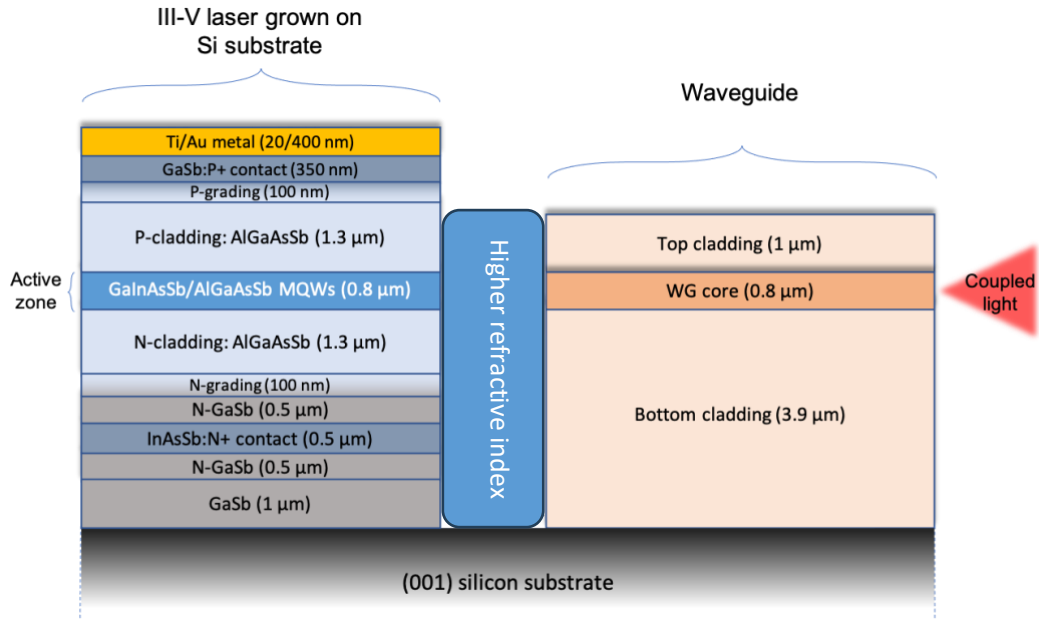 III-V laser grown on
Si substrate
Waveguide
Ti/Au metal (20/400 nm)
GaSb:P+ contact (350 nm)
P-grading (100 nm)
P-cladding: AlGaAsSb (1.3 µm)
Active
zone
GaInAsSb/AlGaAsSb MQWs (0.8 µm)
N-cladding: AlGaAsSb (1.3 µm)
N-grading (100 nm)
N-GaSb (0.5 µm)
InAsSb:N+ contact (0.5 µm)
N-GaSb (0.5 µm)
GaSb (1 µm)
Higher refractive index
Top cladding (1 µm)
WG core (0.8 µm)
Bottom cladding (3.9 µm)
Coupled
light
(001) silicon substrate